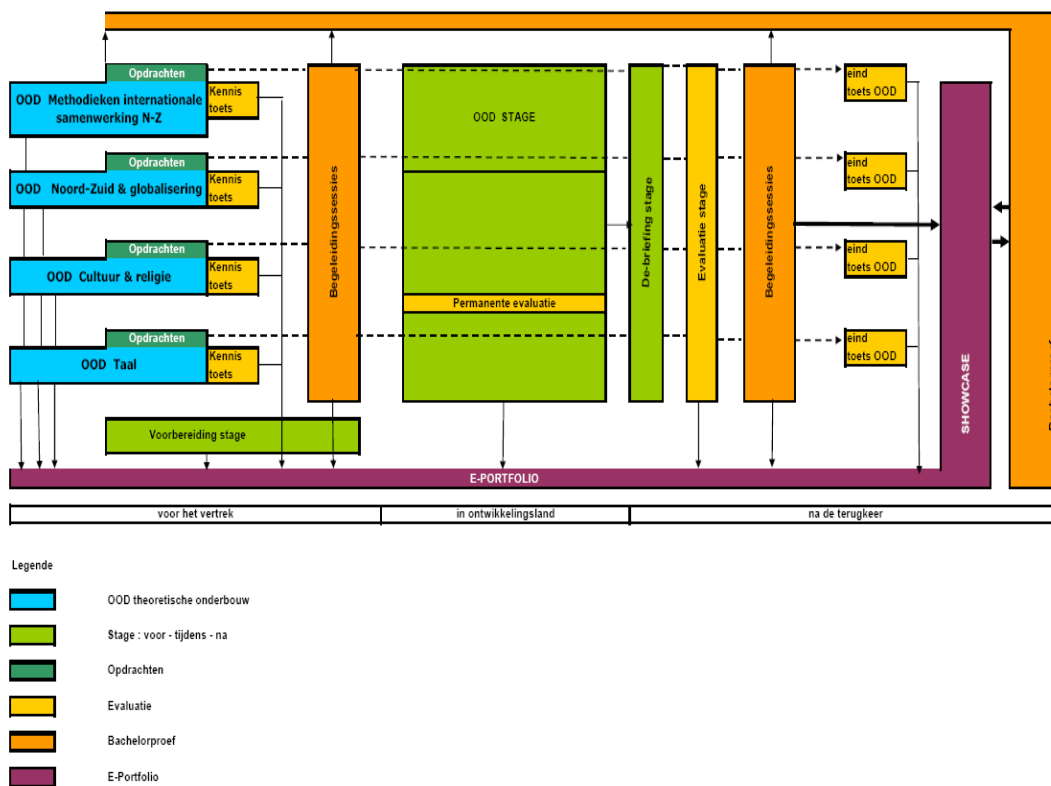 Opdrachten
OOD Methodieken internationale
samenwerking N-Z
Kennis
toets
Opdrachten
OOD Noord-Zuid & globalisering
Kennis
toets
Opdrachten
OOD Cultuur & religie
Kennis
toets
Opdrachten
OOD Taal
Kennis
toets
Voorbereiding stage
Begeleidingssessies
OOD STAGE
Permanente evaluatie
De-briefing stage
Evaluatie stage
Begeleidingssessies
eind
toets OOD
eind
toets OOD
eind
toets OOD
eind
toets OOD
SHOWCASE
E-PORTFOLIO
voor het vertrek
in ontwikkelingsland
na de terugkeer
Legende
OOD theoretische onderbouw
Stage : voor - tijdens - na
Opdrachten
Evaluatie
Bachelorproef
E-Portfolio